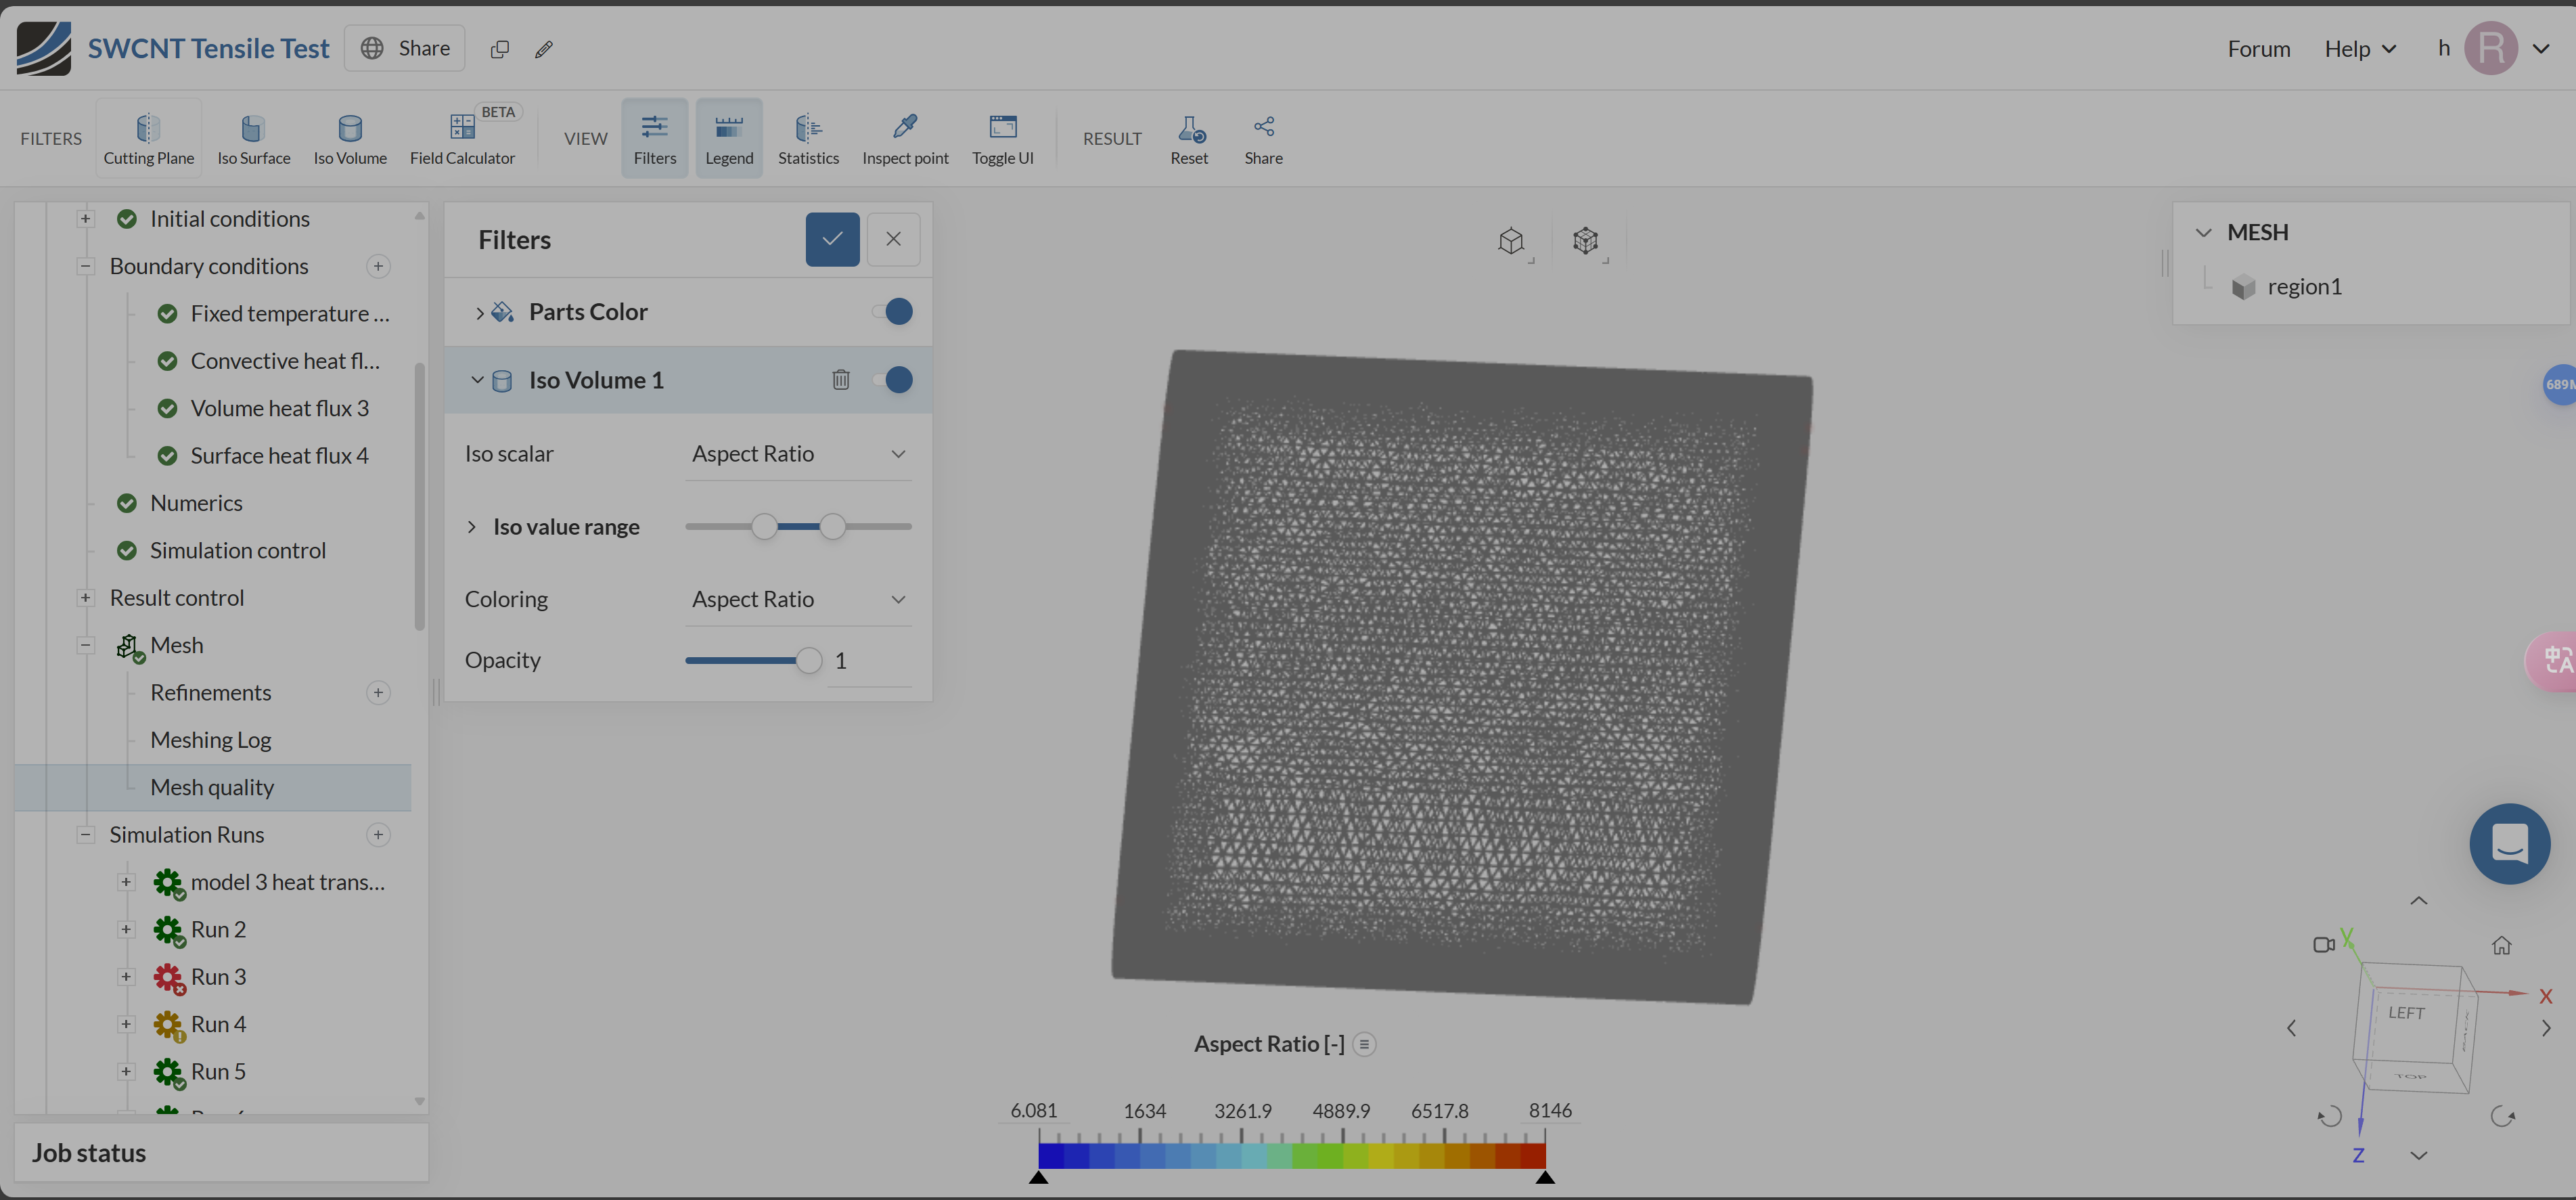 SWCNT Tensile Test
Share
Forum
Help
h
R
FILTERS
Cutting Plane
Iso Surface
Iso Volume
Field Calculator
BETA
VIEW
Filters
Legend
Statistics
Inspect point
Toggle UI
RESULT
Reset
Share
Initial conditions
Boundary conditions
Fixed temperature ...
Convective heat fl...
Volume heat flux 3
Surface heat flux 4
Numerics
Simulation control
Result control
Mesh
Refinements
Meshing Log
Mesh quality
Simulation Runs
model 3 heat trans...
Run 2
Run 3
Run 4
Run 5
Job status
Filters
Parts Color
Iso Volume 1
Iso scalar
Aspect Ratio
Iso value range
Coloring
Aspect Ratio
Opacity
1
MESH
region1
689M
中A
Aspect Ratio [-]
6.081 1634 3261.9 4889.9 6517.8 8146
y
LEFT
TOP
X
Z